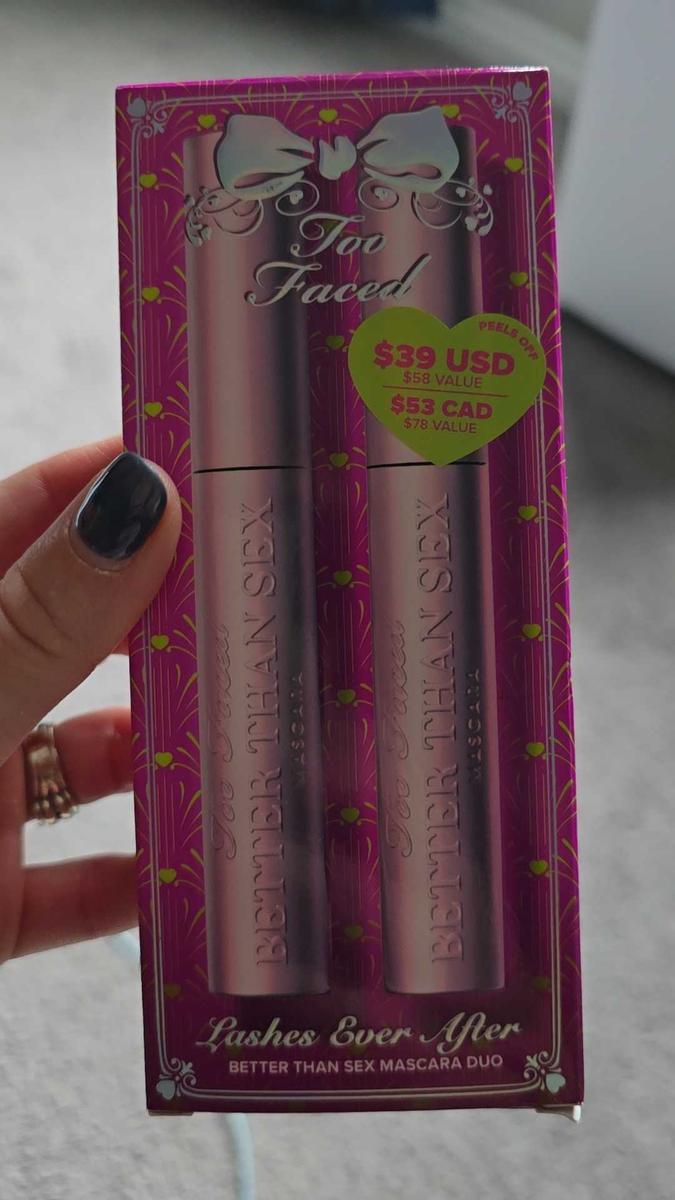 Too
Faced
PEELS OFF
$39 USD
$58 VALUE
$53 CAD
$78 VALUE
Too Faced
BETTER THAN SEX
MASCARA
Too Faced
BETTER THAN SEX
MASCARA
Lashes Ever After
BETTER THAN SEX MASCARA DUO